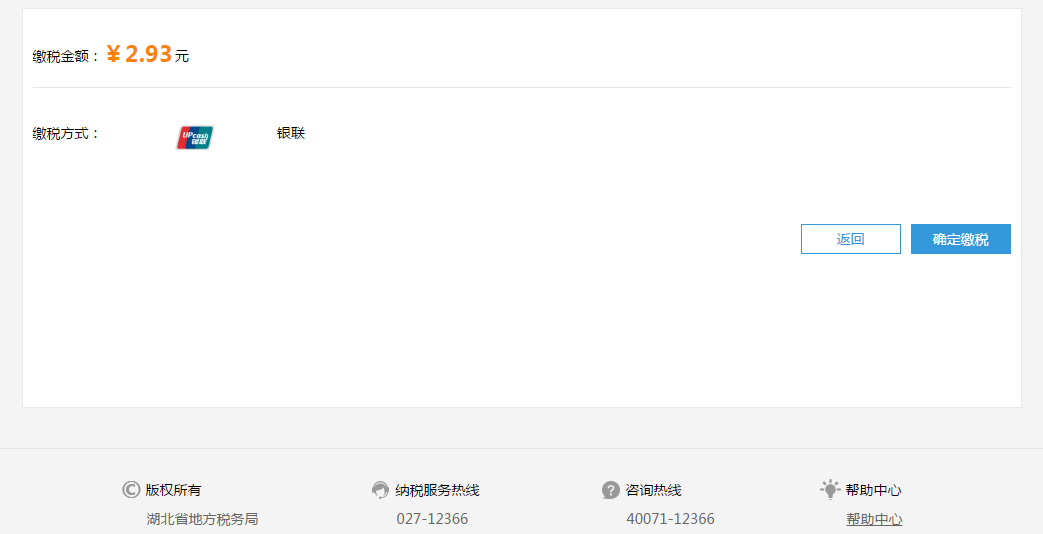 缴税金额：￥2.93元
缴税方式： UPcash 银联 银联
返回 确定缴税
版权所有 纳税服务热线 咨询热线 帮助中心
湖北省地方税务局 027-12366 40071-12366 帮助中心